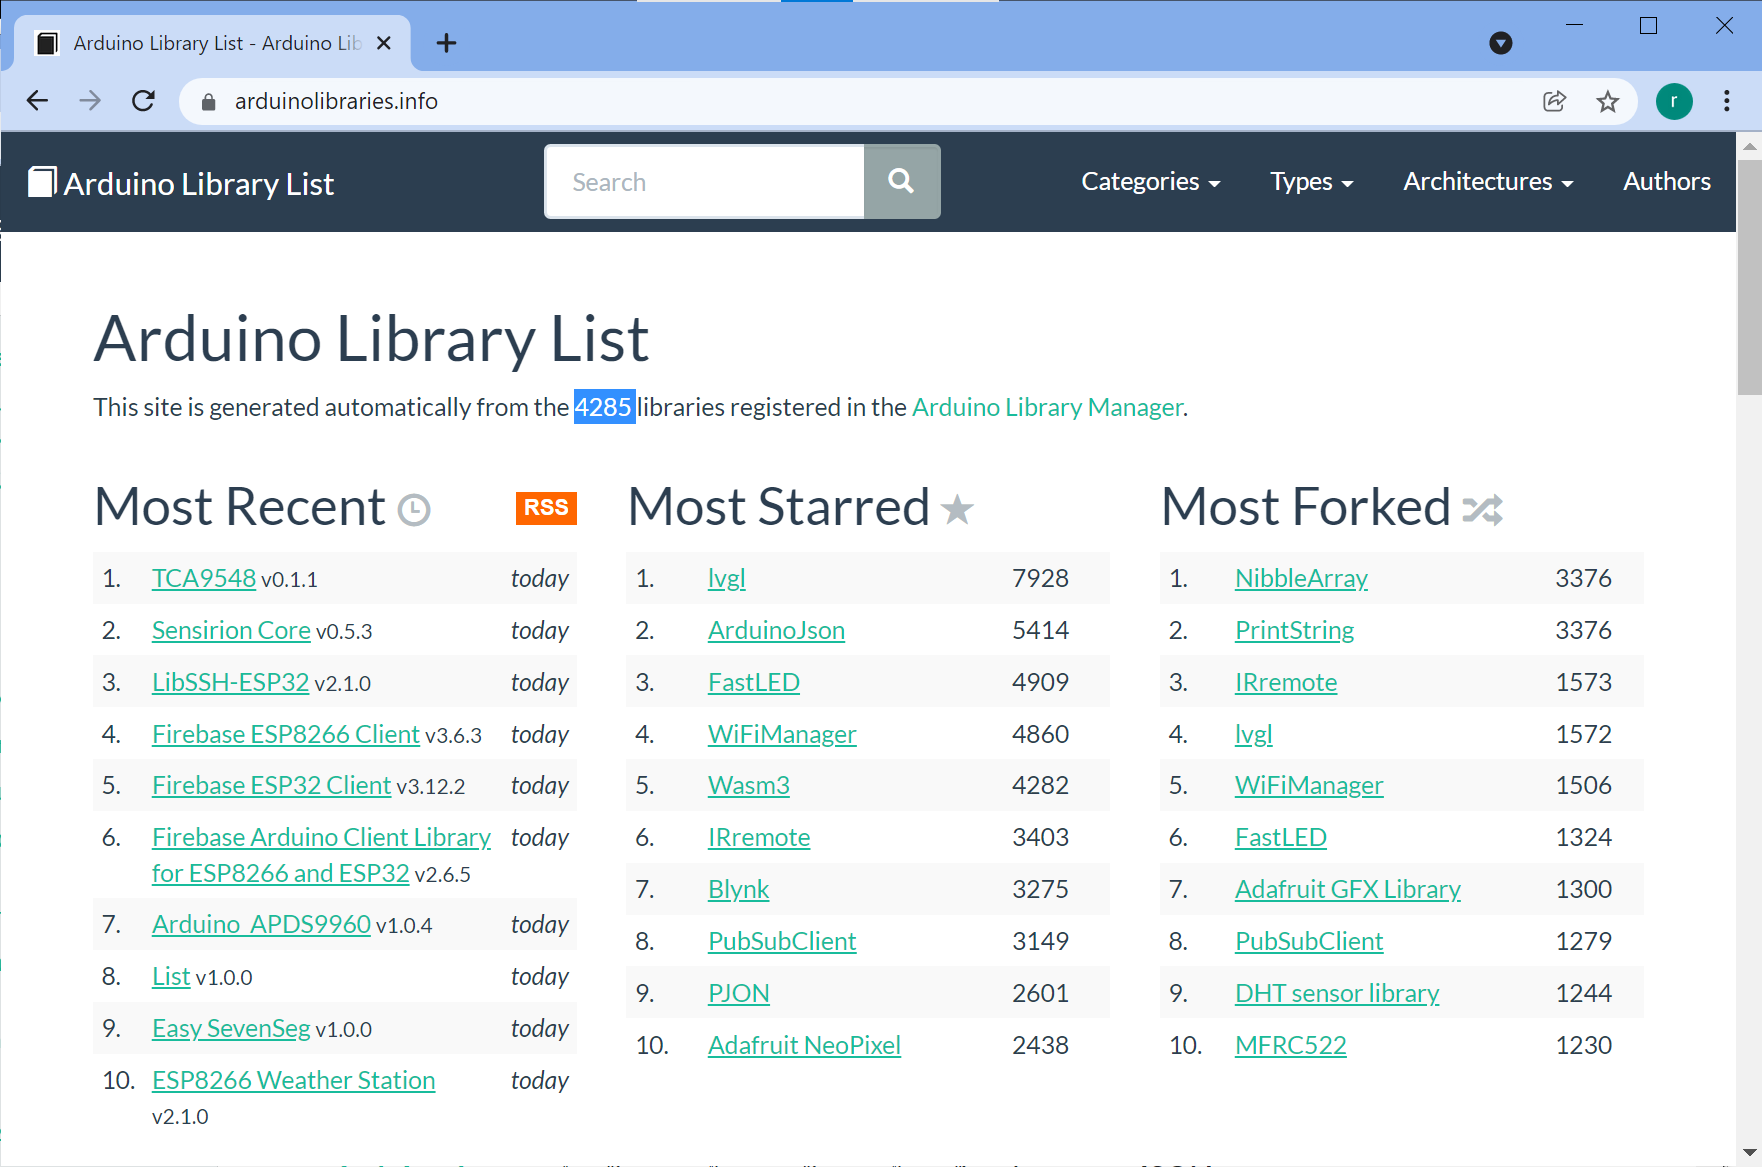 Arduino Library List - Arduino Lib
arduinolibraries.info
r
Arduino Library List
Search
Categories
Types
Architectures
Authors
Arduino Library List
This site is generated automatically from the 4285 libraries registered in the Arduino Library Manager.
Most Recent
RSS
1. TCA9548 v0.1.1 today
2. Sensirion Core v0.5.3 today
3. LibSSH-ESP32 v2.1.0 today
4. Firebase ESP8266 Client v3.6.3 today
5. Firebase ESP32 Client v3.12.2 today
6. Firebase Arduino Client Library today
for ESP8266 and ESP32 v2.6.5
7. Arduino_APDS9960 v1.0.4 today
8. List v1.0.0 today
9. Easy SevenSeg v1.0.0 today
10. ESP8266 Weather Station today
v2.1.0
Most Starred
1. lvgl 7928
2. ArduinoJson 5414
3. FastLED 4909
4. WiFiManager 4860
5. Wasm3 4282
6. IRremote 3403
7. Blynk 3275
8. PubSubClient 3149
9. PJON 2601
10. Adafruit NeoPixel 2438
Most Forked
1. NibbleArray 3376
2. PrintString 3376
3. IRremote 1573
4. lvgl 1572
5. WiFiManager 1506
6. FastLED 1324
7. Adafruit GFX Library 1300
8. PubSubClient 1279
9. DHT sensor library 1244
10. MFRC522 1230